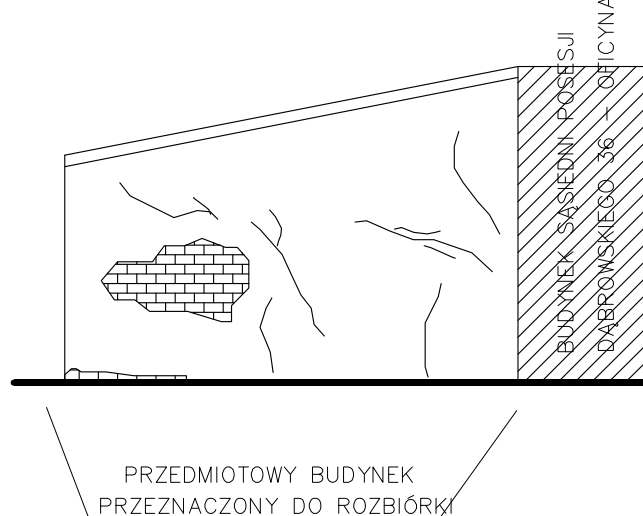 BUDYNEK SĄSIEDNI POSESJI
DĄBROWSKIEGO 36 – OFICYNA
PRZEDMIOTOWY BUDYNEK
PRZEZNACZONY DO ROZBIÓRKI